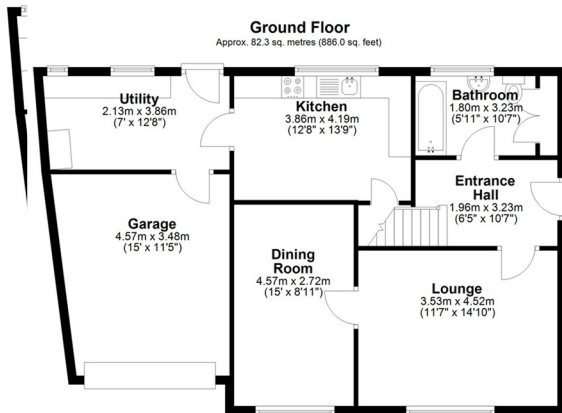 Ground Floor
Approx. 82.3 sq. metres (886.0 sq. feet)
Utility
2.13m x 3.86m
(7' x 12'8")
Kitchen
3.86m x 4.19m
(12'8" x 13'9")
Bathroom
1.80m x 3.23m
(5'11" x 10'7")
Entrance
Hall
1.96m x 3.23m
(6'5" x 10'7")
Garage
4.57m x 3.48m
(15' x 11'5")
Dining
Room
4.57m x 2.72m
(15' x 8'11")
Lounge
3.53m x 4.52m
(11'7" x 14'10")